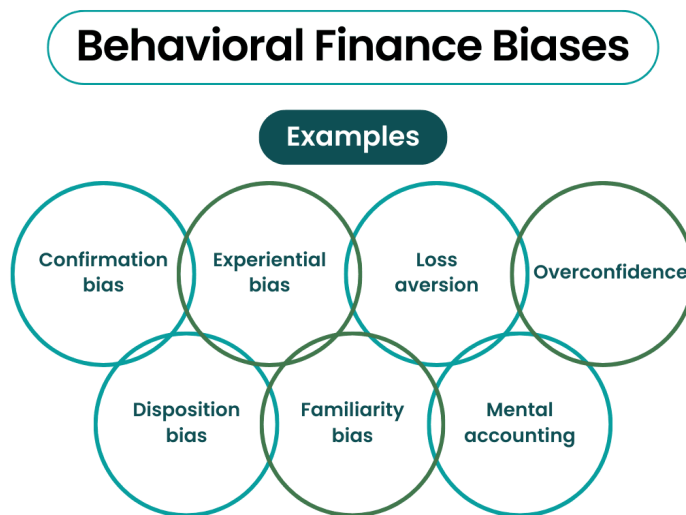 Behavioral Finance Biases
Examples
Confirmation
bias
Experiential
bias
Loss
aversion
Overconfidence
Disposition
bias
Familiarity
bias
Mental
accounting